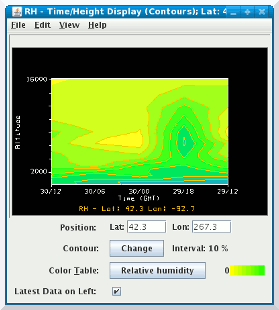 RH - Time/Height Display (Contours); Lat: 4
File Edit View Help
16000
Altitude
2000
30/12 30/06 30/00 29/18 29/12
Time (GMT)
RH - Lat: 42.3 Lon: -92.7
Position: Lat: 42.3 Lon: 267.3
Contour: Change Interval: 10 %
Color Table: Relative humidity 0
Latest Data on Left: